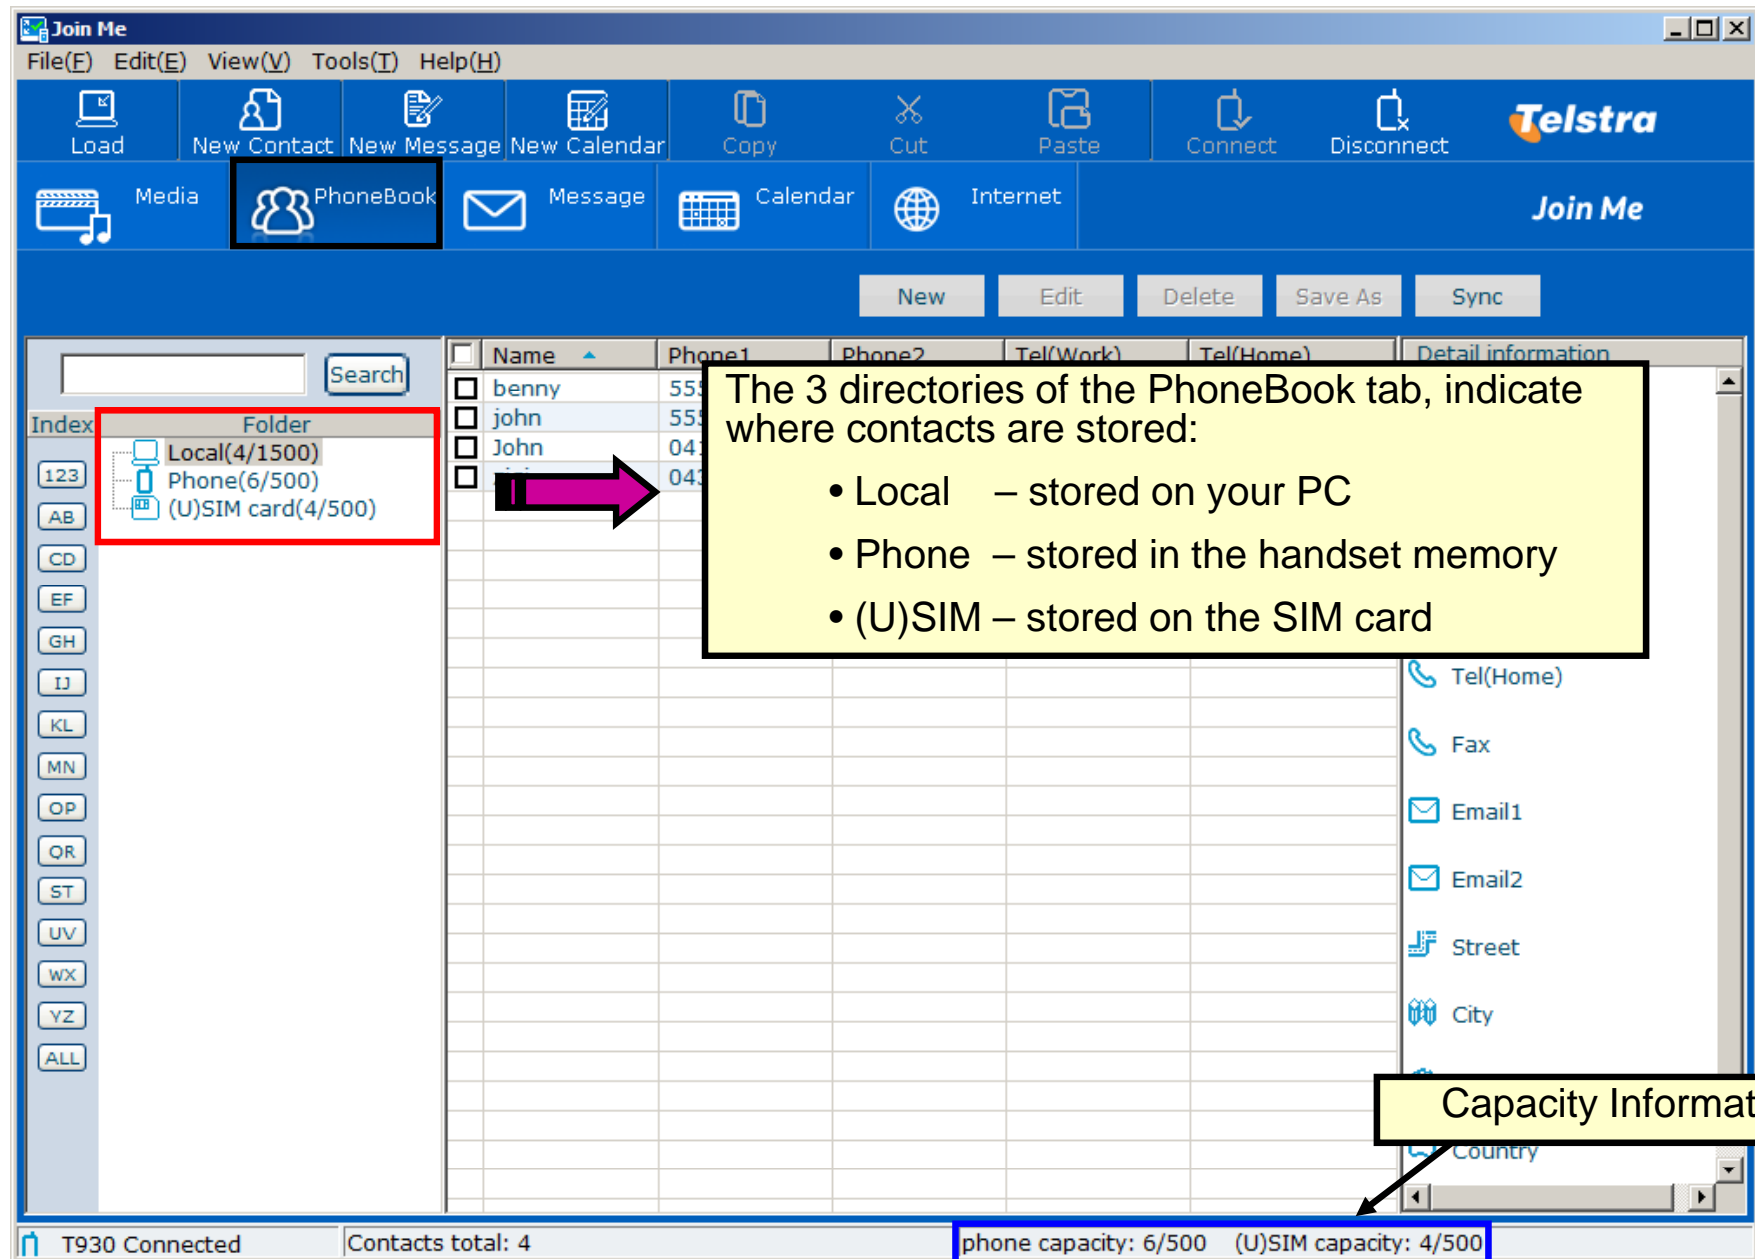 Join Me
File(F) Edit(E) View(V) Tools(T) Help(H)
Load New Contact New Message New Calendar Copy Cut Paste Connect Disconnect Telstra
Media PhoneBook Message Calendar Internet Join Me
New Edit Delete Save As Sync
Search
Name Phone1 Phone2 Tel(Work) Tel(Home) Detail information
Index Folder
Local(4/1500)
Phone(6/500)
(U)SIM card(4/500)
123
AB
CD
EF
GH
IJ
KL
MN
OP
QR
ST
UV
WX
YZ
ALL
benny 555
john 555
John 041
043
The 3 directories of the PhoneBook tab, indicate
where contacts are stored:
• Local – stored on your PC
• Phone – stored in the handset memory
• (U)SIM – stored on the SIM card
Tel(Home)
Fax
Email1
Email2
Street
City
Capacity Informat
Country
T930 Connected Contacts total: 4 phone capacity: 6/500 (U)SIM capacity: 4/500